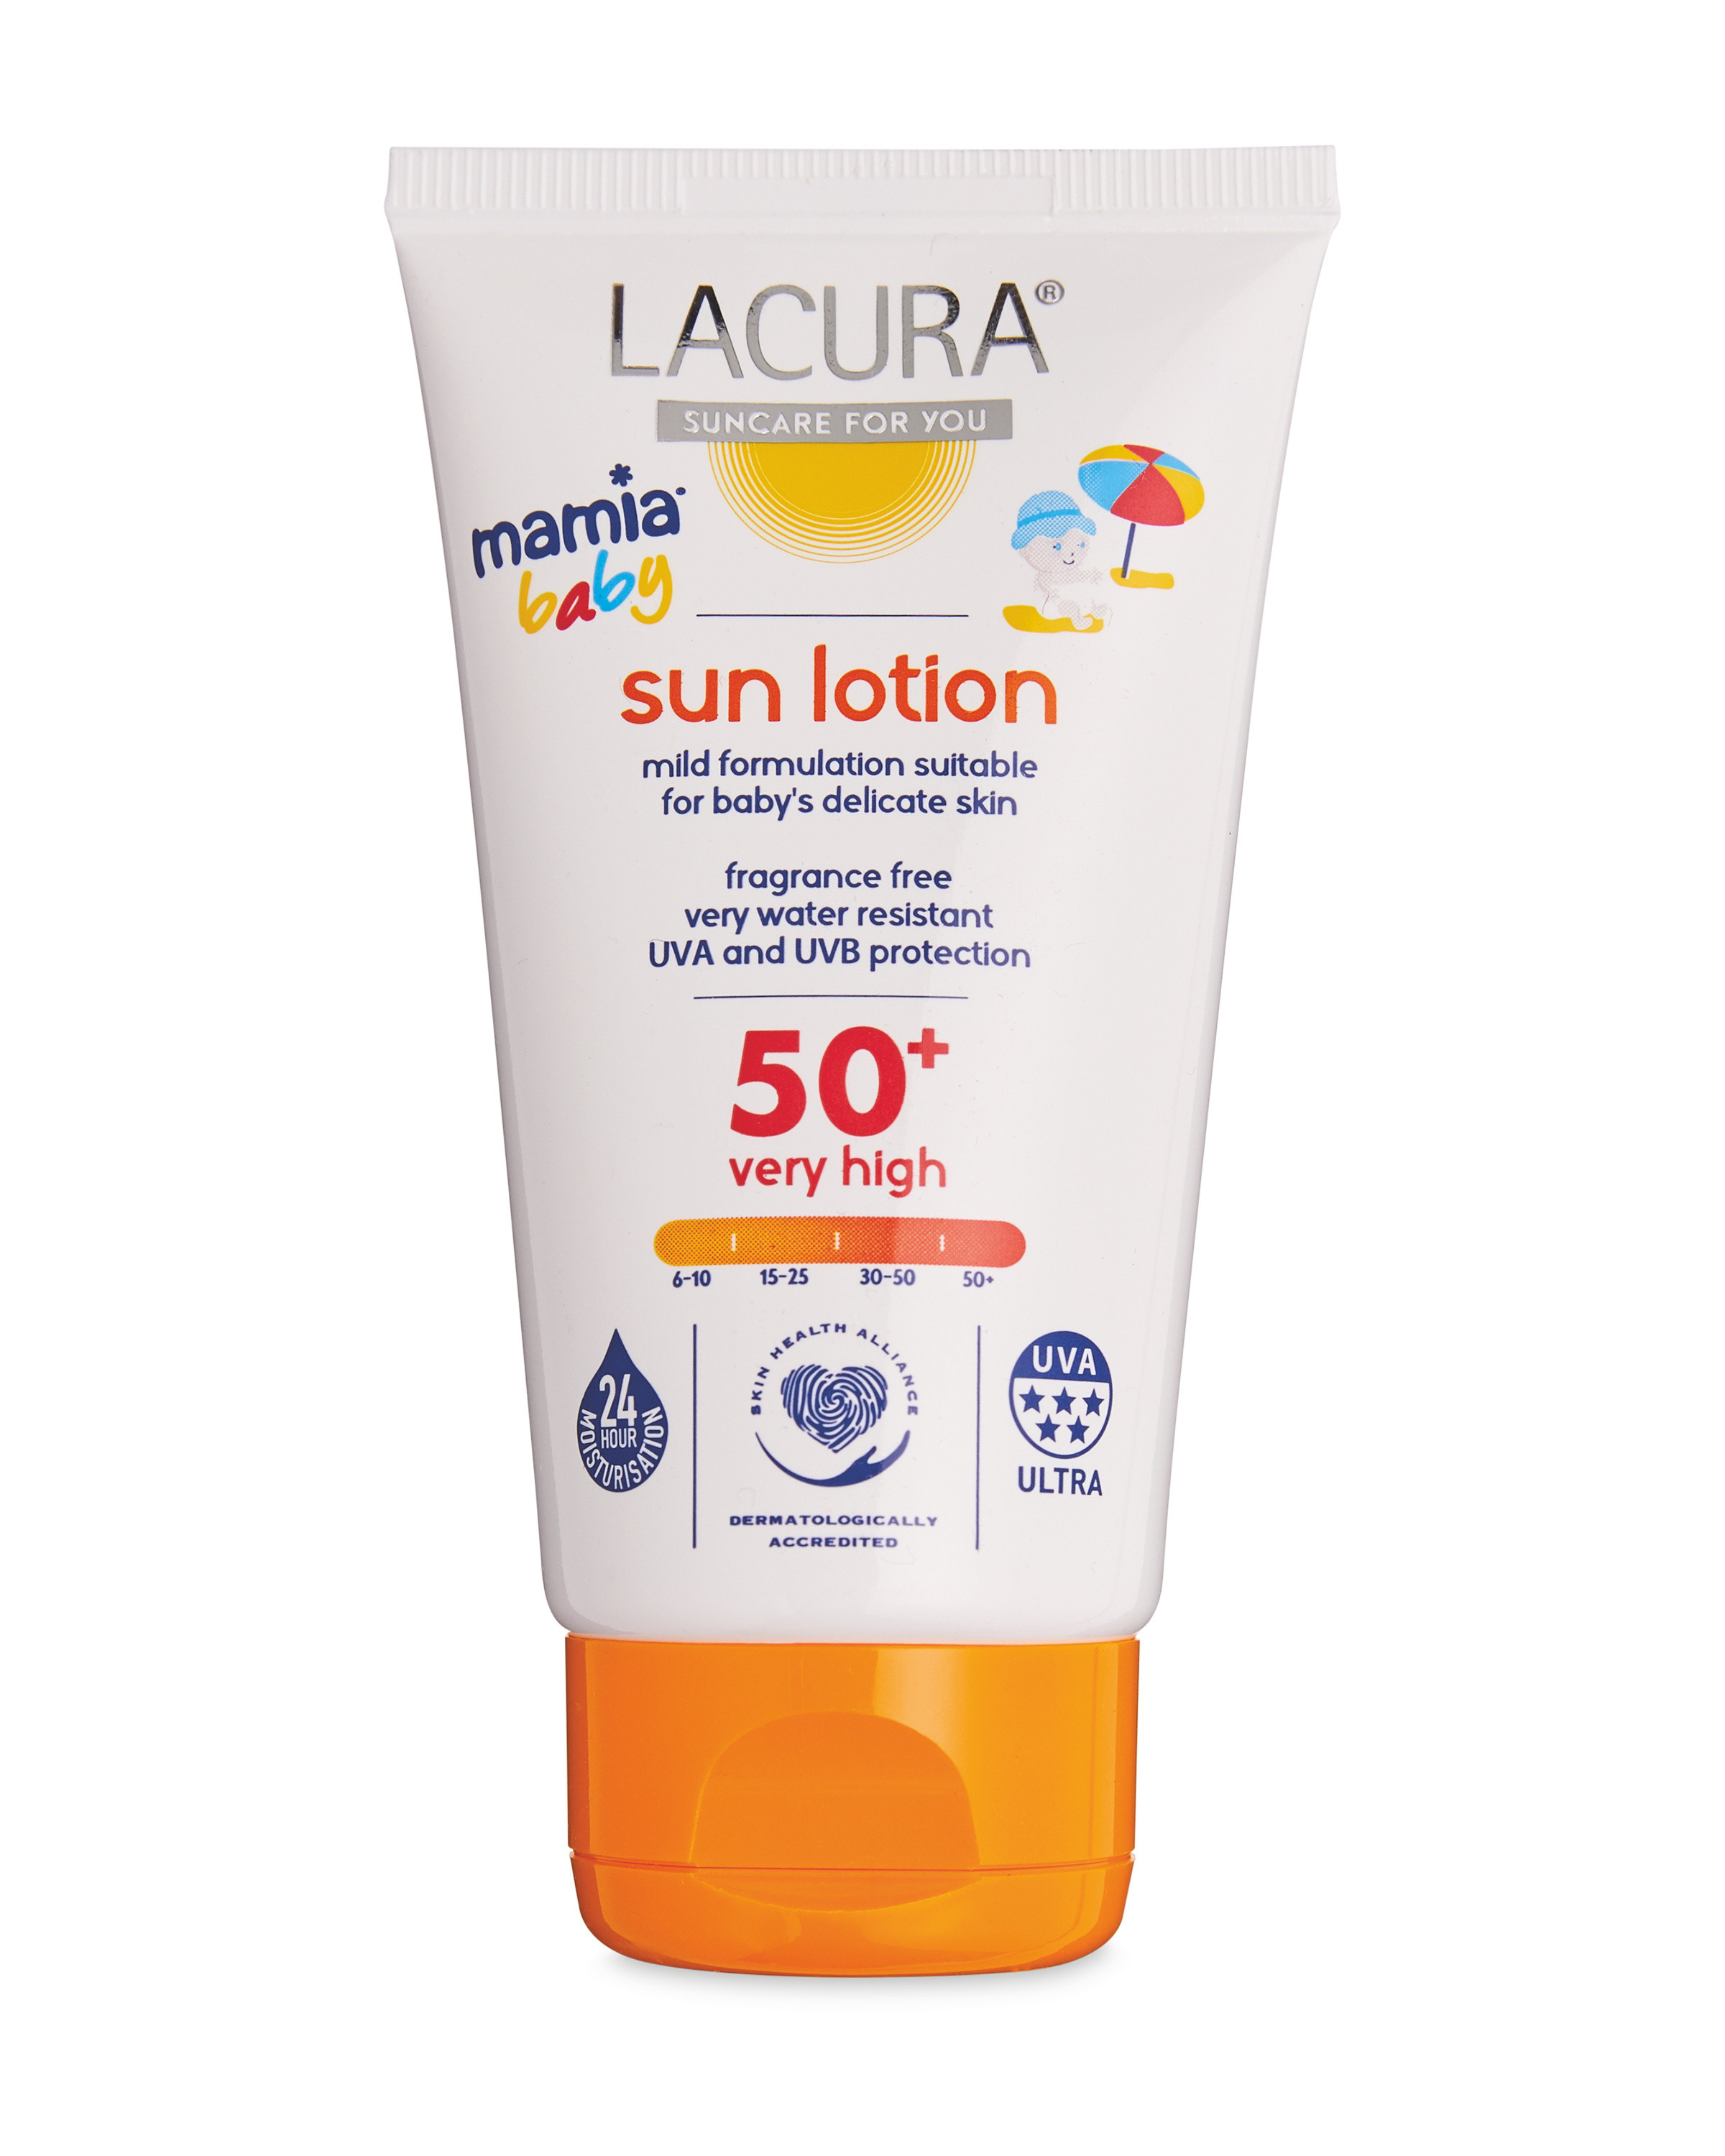 LACURA®
SUNCARE FOR YOU
mamia
baby
sun lotion
mild formulation suitable
for baby's delicate skin
fragrance free
very water resistant
UVA and UVB protection
50+
very high
6-10 15-25 30-50 50+
24
HOUR
MOISTURISATION
SKIN HEALTH ALLIANCE
DERMATOLOGICALLY
ACCREDITED
UVA
ULTRA